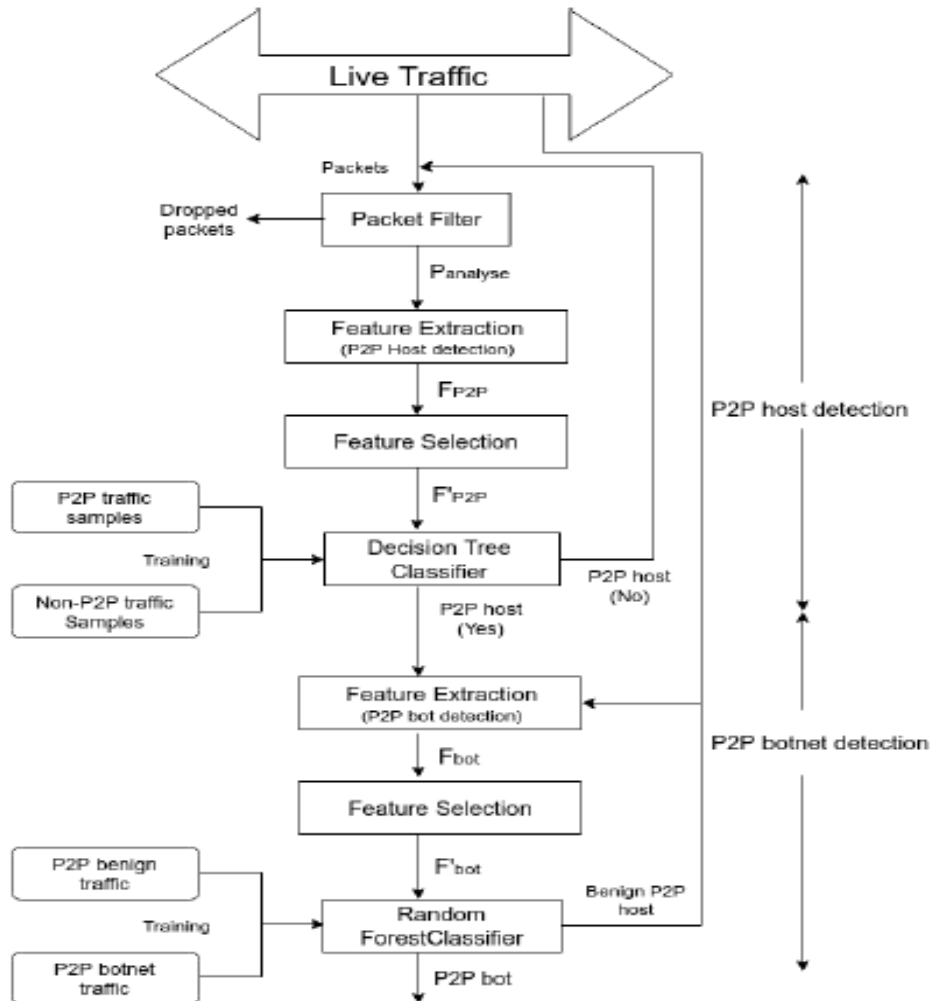 Live Traffic
Packets
Dropped
packets
Packet Filter
Panalyse
Feature Extraction
(P2P Host detection)
FP2P
P2P host detection
Feature Selection
F'P2P
P2P traffic
samples
Training
Decision Tree
Classifier
P2P host
(No)
Non-P2P traffic
Samples
P2P host
(Yes)
Feature Extraction
(P2P bot detection)
P2P botnet detection
Fbot
Feature Selection
F'bot
P2P benign
traffic
Benign P2P
host
Training
Random
ForestClassifier
P2P botnet
traffic
P2P bot